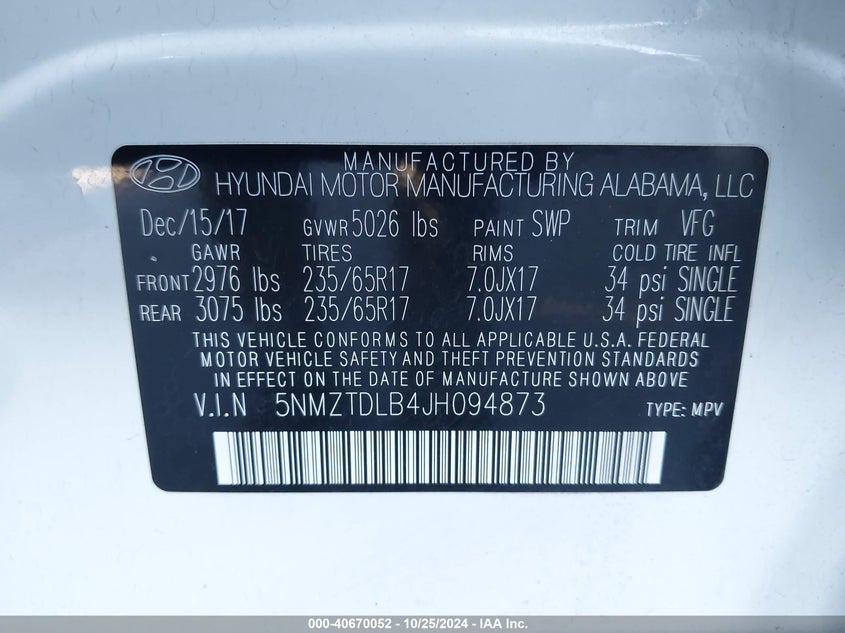 MANUFACTURED BY
HYUNDAI MOTOR MANUFACTURING ALABAMA, LLC
Dec/15/17 GVWR 5026 lbs PAINT SWP TRIM VFG
GAWR TIRES RIMS COLD TIRE INFL
FRONT 2976 lbs 235/65R17 7.0JX17 34 psi SINGLE
REAR 3075 lbs 235/65R17 7.0JX17 34 psi SINGLE
THIS VEHICLE CONFORMS TO ALL APPLICABLE U.S.A. FEDERAL
MOTOR VEHICLE SAFETY AND THEFT PREVENTION STANDARDS
IN EFFECT ON THE DATE OF MANUFACTURE SHOWN ABOVE
V.I.N 5NMZTDLB4JH094873 TYPE: MPV
000-40670052 - 10/25/2024 - IAA Inc.